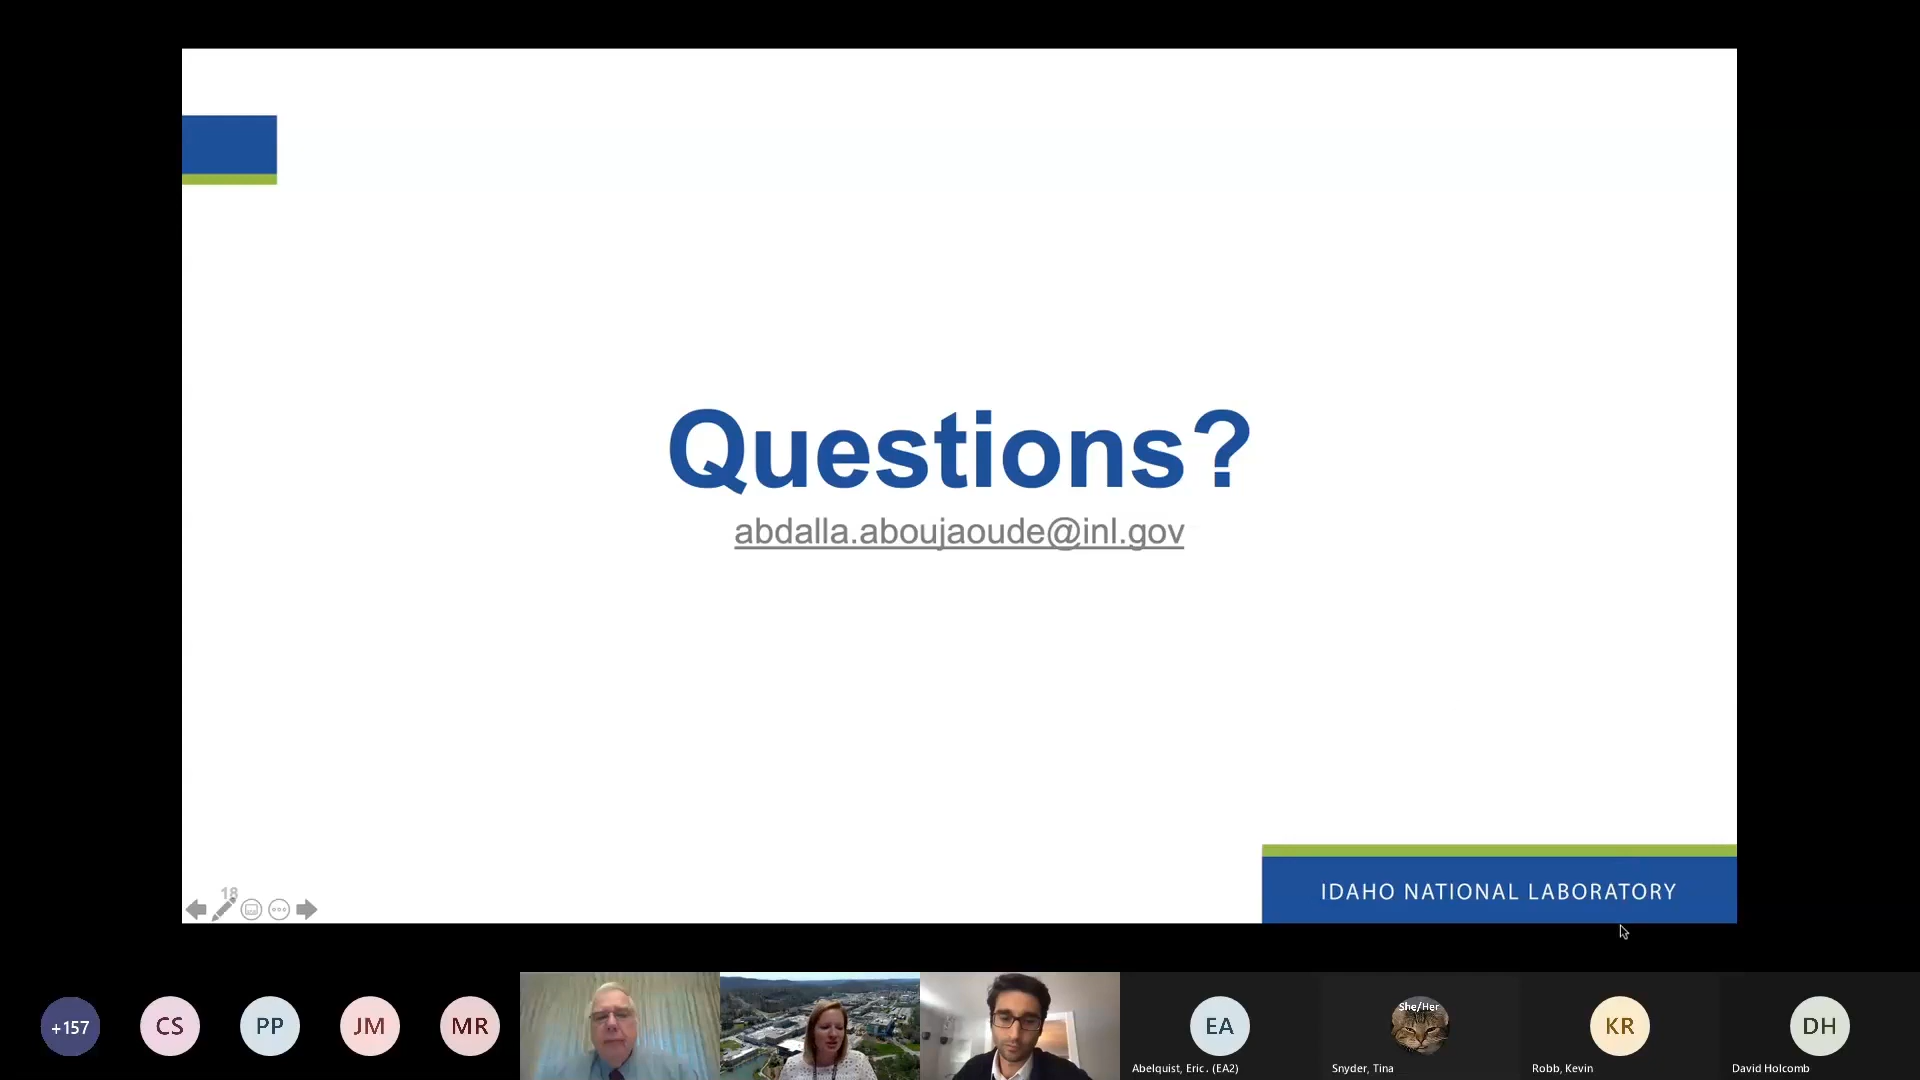 Questions?
abdalla.aboujaoude@inl.gov
18
IDAHO NATIONAL LABORATORY
+157
CS
PP
JM
MR
EA
Abelquist, Eric. (EA2)
She/Her
Snyder, Tina
KR
Robb, Kevin
DH
David Holcomb